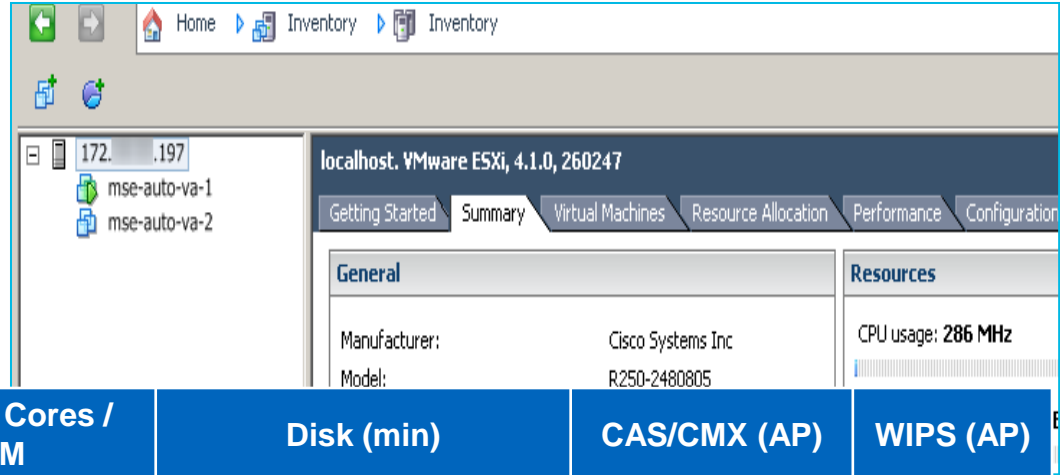 Home Inventory Inventory
172. .197
mse-auto-va-1
mse-auto-va-2
localhost. VMware ESXi, 4.1.0, 260247
Getting Started Summary Virtual Machines Resource Allocation Performance Configuration
General
Resources
Manufacturer: Cisco Systems Inc
CPU usage: 286 MHz
Model: R250-2480805
Cores /
M
Disk (min)
CAS/CMX (AP)
WIPS (AP)